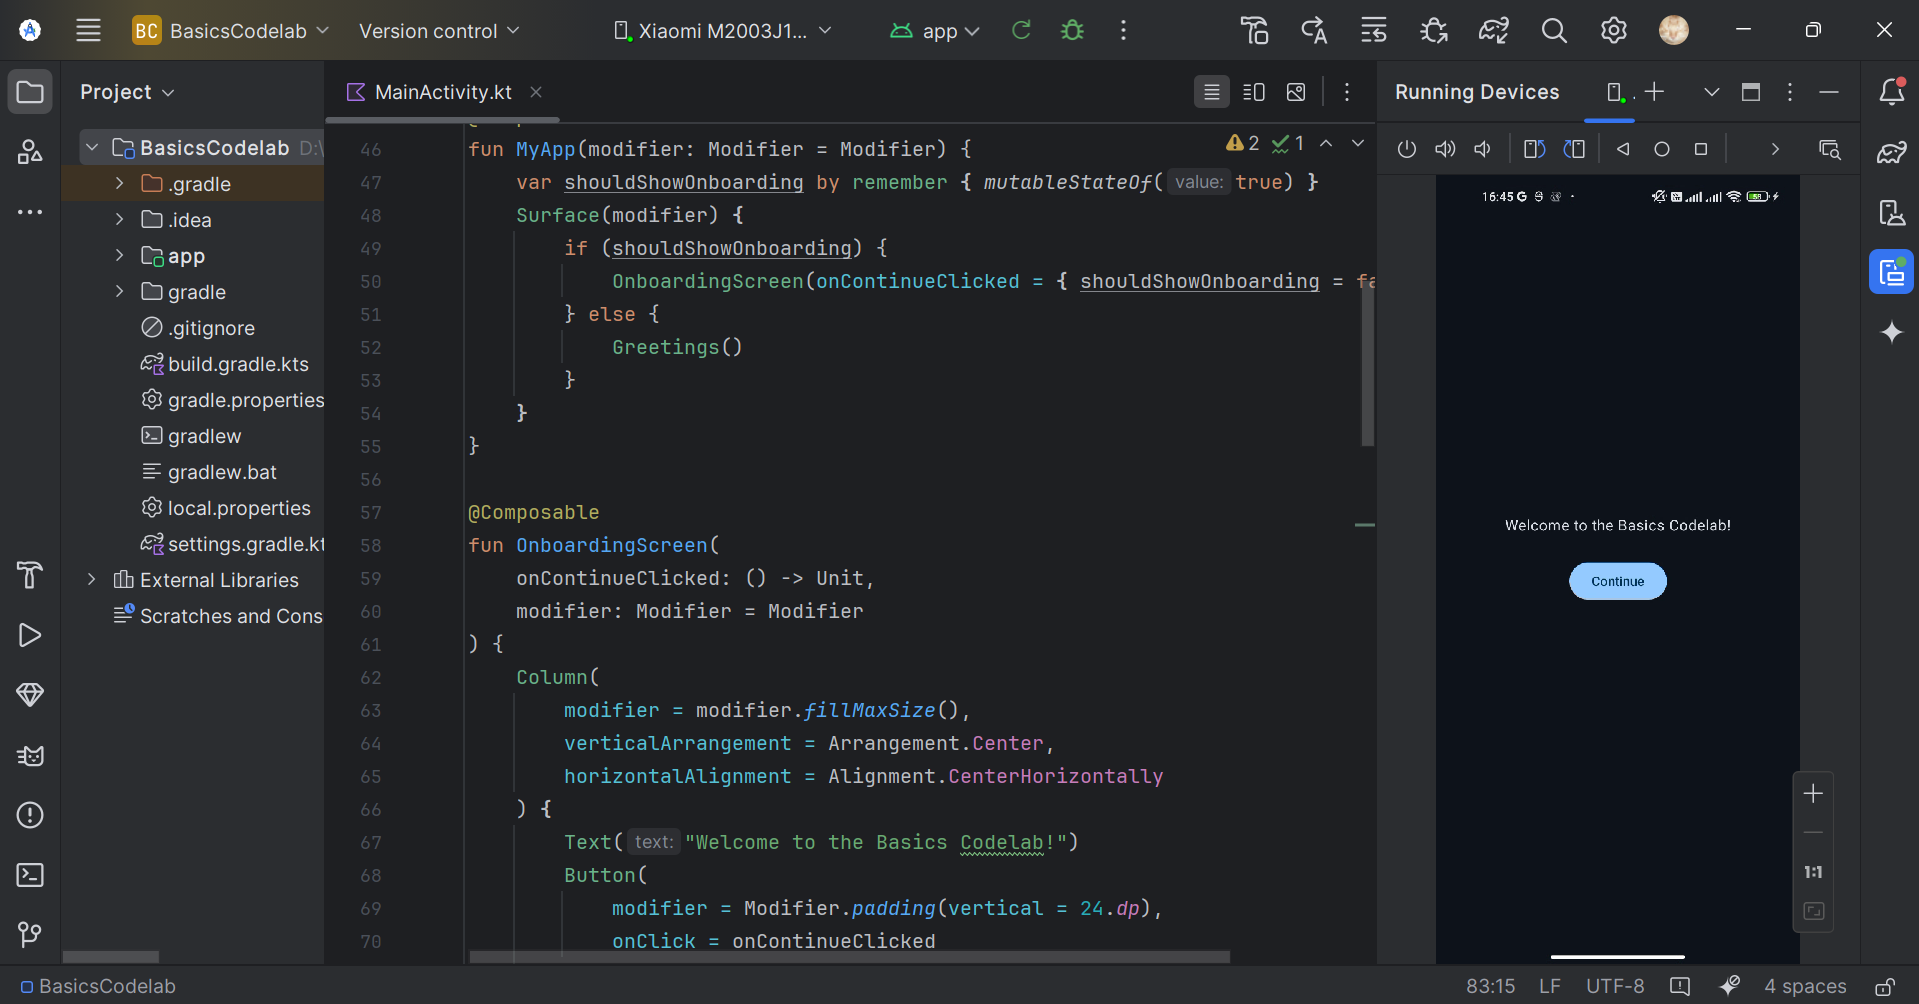 BC BasicsCodelab Version control Xiaomi M2003J1... app
Project
MainActivity.kt
Running Devices
BasicsCodelab D:\
.gradle
.idea
app
gradle
.gitignore
build.gradle.kts
gradle.properties
gradlew
gradlew.bat
local.properties
settings.gradle.kt
External Libraries
Scratches and Cons
2 1
46 fun MyApp(modifier: Modifier = Modifier) {
47 var shouldShowOnboarding by remember { mutableStateOf( value: true) }
48 Surface(modifier) {
49 if (shouldShowOnboarding) {
50 OnboardingScreen(onContinueClicked = { shouldShowOnboarding = fa
51 } else {
52 Greetings()
53 }
54 }
55 }
56
57 @Composable
58 fun OnboardingScreen(
59 onContinueClicked: () -> Unit,
60 modifier: Modifier = Modifier
61 ) {
62 Column(
63 modifier = modifier.fillMaxSize(),
64 verticalArrangement = Arrangement.Center,
65 horizontalAlignment = Alignment.CenterHorizontally
66 ) {
67 Text( text: "Welcome to the Basics Codelab!")
68 Button(
69 modifier = Modifier.padding(vertical = 24.dp),
70 onClick = onContinueClicked
16:45
Welcome to the Basics Codelab!
Continue
1:1
BasicsCodelab
83:15 LF UTF-8 4 spaces